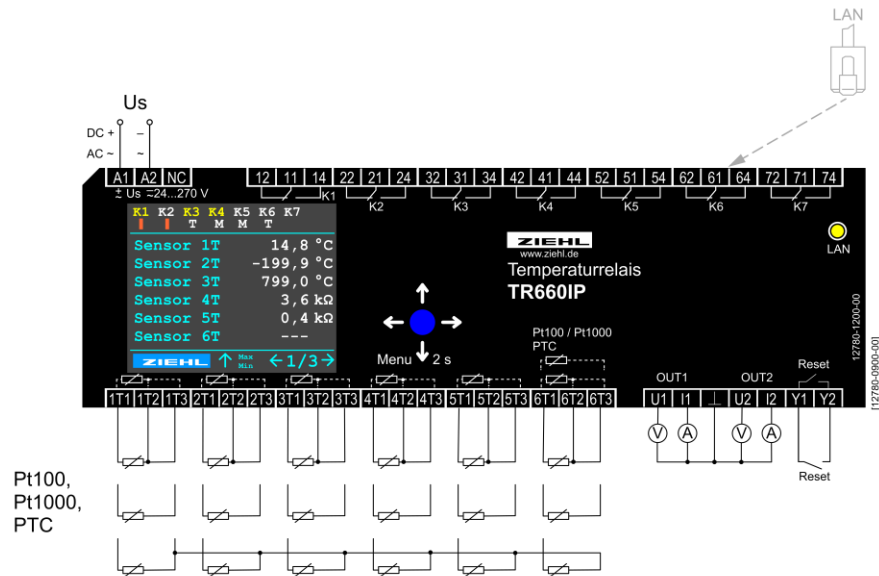 LAN
Us
DC + –
AC ~ ~
A1 A2 NC 12 11 14 22 21 24 32 31 34 42 41 44 52 51 54 62 61 64 72 71 74
± Us ≂24...270 V K1 K2 K3 K4 K5 K6 K7
K1 K2 K3 K4 K5 K6 K7
T M M T
Sensor 1T 14,8 °C
Sensor 2T -199,9 °C
Sensor 3T 799,0 °C
Sensor 4T 3,6 kΩ
Sensor 5T 0,4 kΩ
Sensor 6T ---
ZIEHL ↑ Max Min ←1/3→
ZIEHL
www.ziehl.de
Temperaturrelais
TR660IP
LAN
Menu 2 s
Pt100 / Pt1000
PTC
12780-1200-00
[12780-0900-00]
OUT1 OUT2 Reset
1T1 1T2 1T3 2T1 2T2 2T3 3T1 3T2 3T3 4T1 4T2 4T3 5T1 5T2 5T3 6T1 6T2 6T3 U1 I1 ⊥ U2 I2 Y1 Y2
V A V A
Reset
Pt100,
Pt1000,
PTC